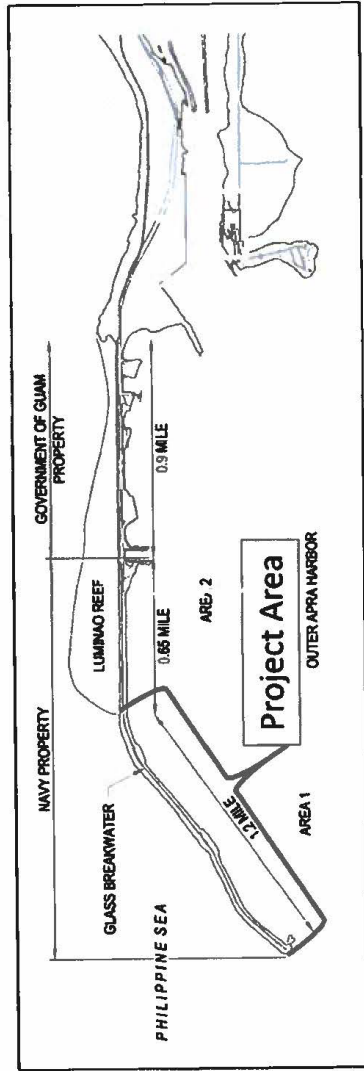 NAVY PROPERTY
GOVERNMENT OF GUAM
PROPERTY
LUMINAO REEF
GLASS BREAKWATER
0.65 MILE
0.9 MILE
PHILIPPINE SEA
1.2 MILE
AREA 2
Project Area
AREA 1
OUTER APRA HARBOR